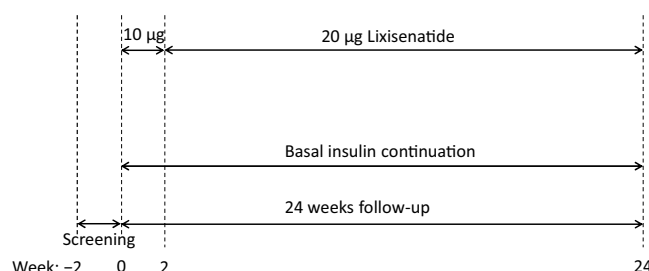 10 µg
20 µg Lixisenatide
Basal insulin continuation
24 weeks follow-up
Screening
Week: −2 0 2 24